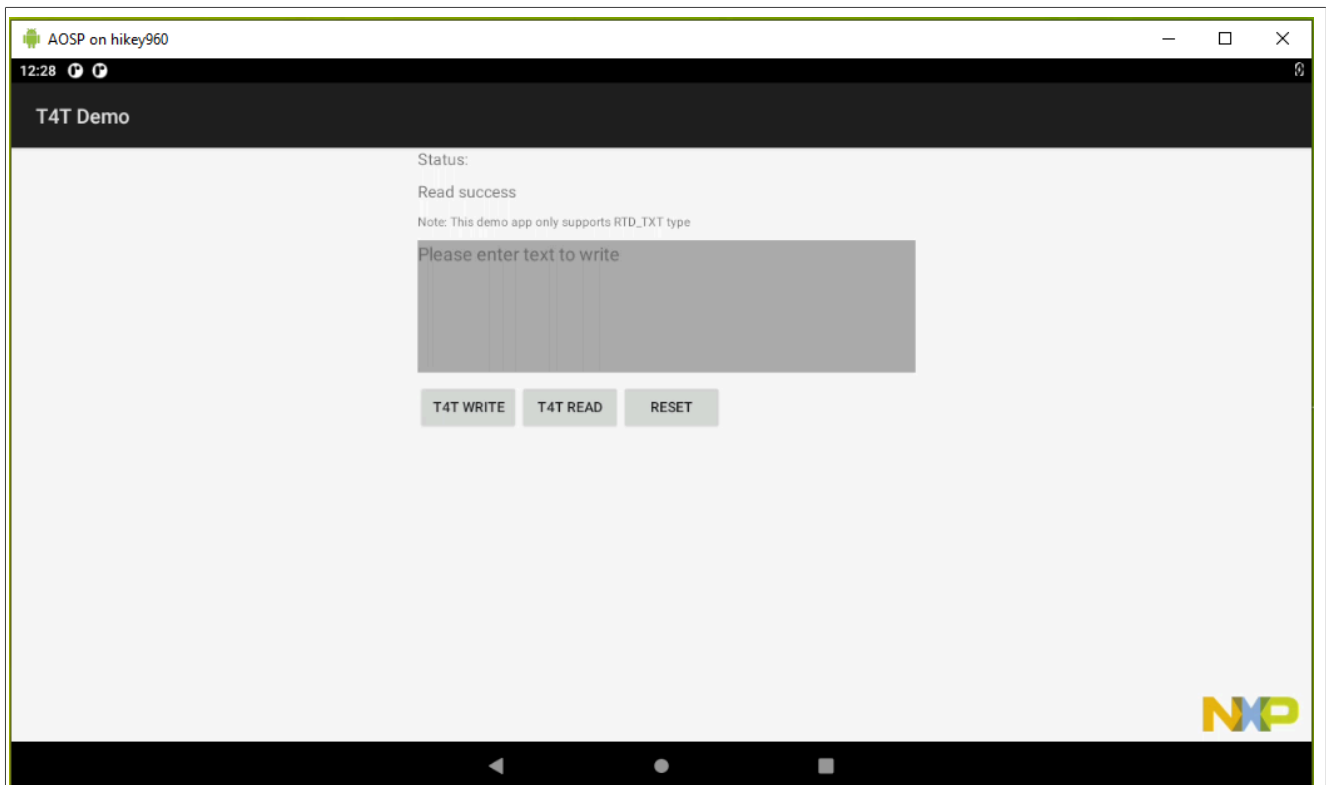 AOSP on hikey960
12:28
T4T Demo
Status:
Read success
Note: This demo app only supports RTD_TXT type
Please enter text to write
T4T WRITE T4T READ RESET
NXP